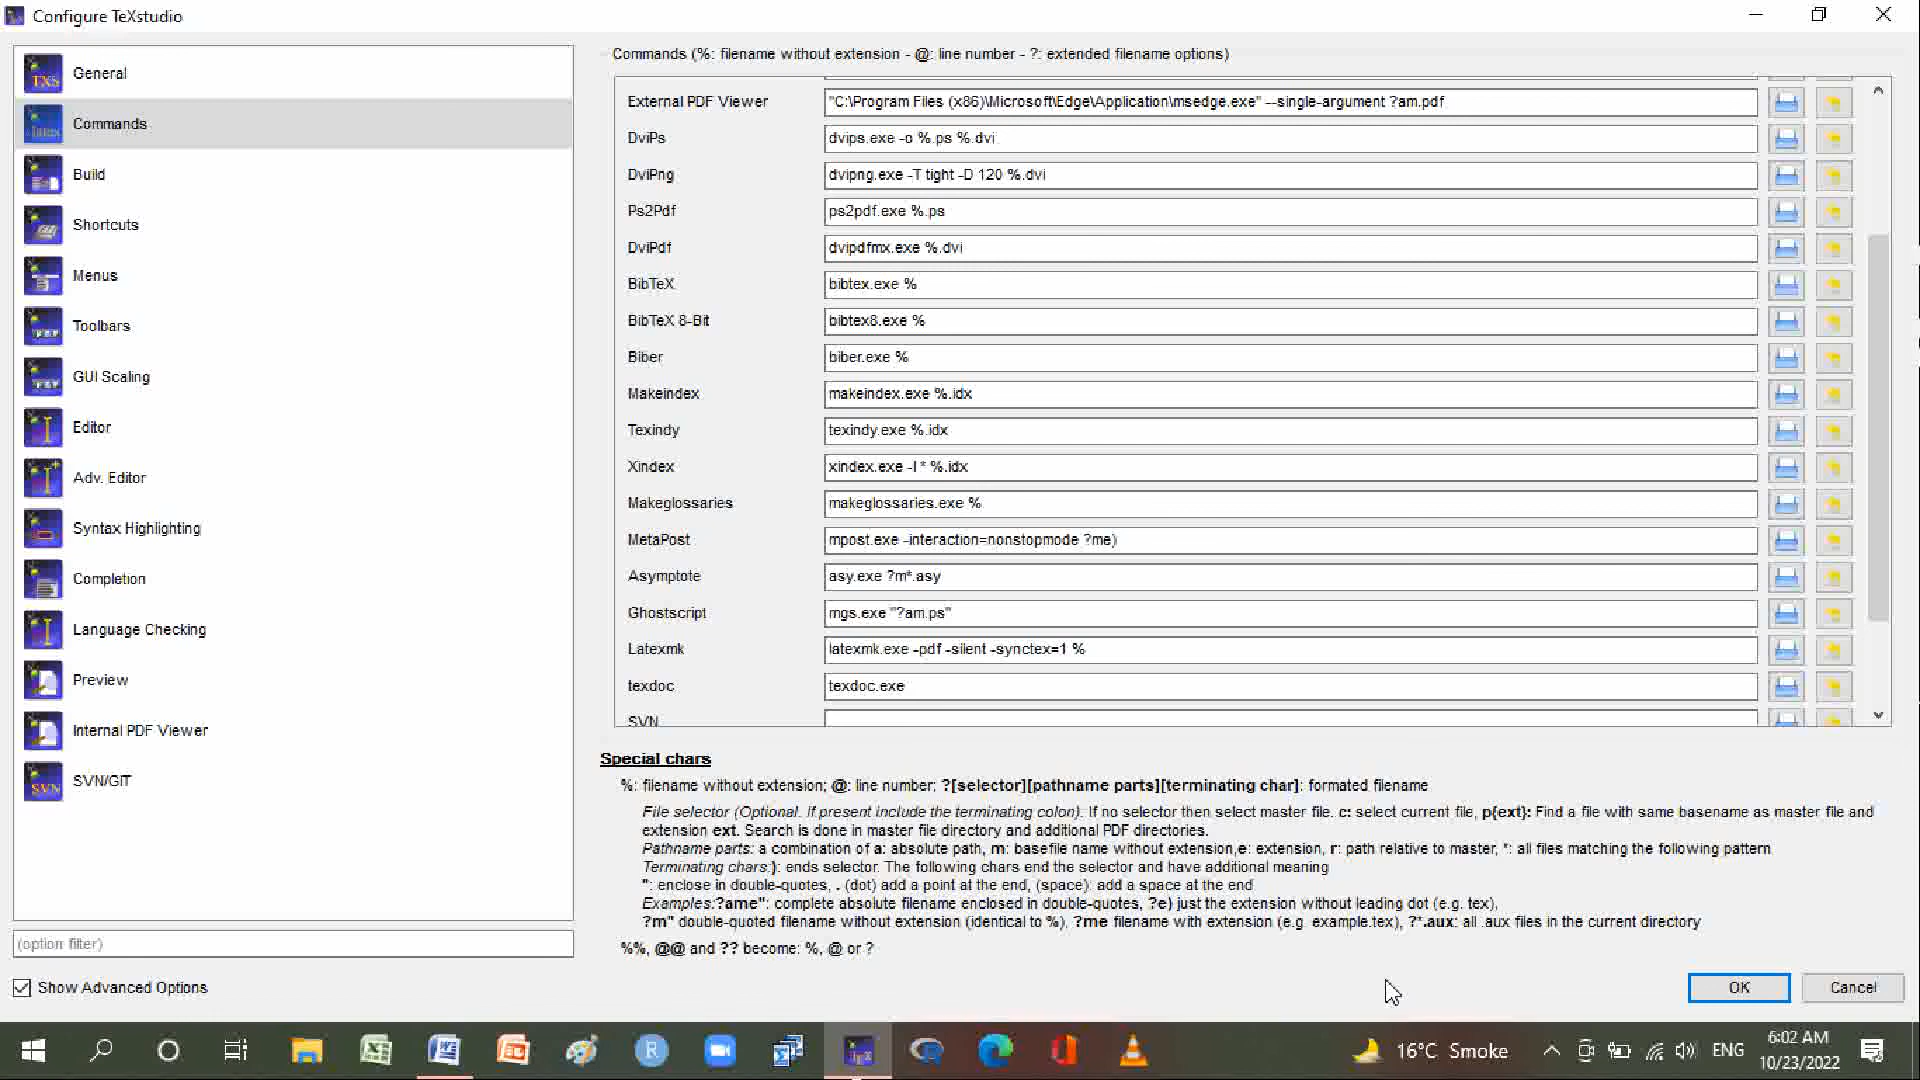 Configure TeXstudio
General
Commands
Build
Shortcuts
Menus
Toolbars
GUI Scaling
Editor
Adv. Editor
Syntax Highlighting
Completion
Language Checking
Preview
Internal PDF Viewer
SVN/GIT
(option filter)
Show Advanced Options
Commands (%: filename without extension - @: line number - ?: extended filename options)
External PDF Viewer "C:\Program Files (x86)\Microsoft\Edge\Application\msedge.exe" --single-argument ?am.pdf
DviPs dvips.exe -o %.ps %.dvi
DviPng dvipng.exe -T tight -D 120 %.dvi
Ps2Pdf ps2pdf.exe %.ps
DviPdf dvipdfmx.exe %.dvi
BibTeX bibtex.exe %
BibTeX 8-Bit bibtex8.exe %
Biber biber.exe %
Makeindex makeindex.exe %.idx
Texindy texindy.exe %.idx
Xindex xindex.exe -l * %.idx
Makeglossaries makeglossaries.exe %
MetaPost mpost.exe -interaction=nonstopmode ?me)
Asymptote asy.exe ?m*.asy
Ghostscript mgs.exe "?am.ps"
Latexmk latexmk.exe -pdf -silent -synctex=1 %
texdoc texdoc.exe
SVN
Special chars
%: filename without extension; @: line number; ?[selector][pathname parts][terminating char]: formated filename
File selector (Optional. If present include the terminating colon). If no selector then select master file. c: select current file, p{ext}: Find a file with same basename as master file and
extension ext. Search is done in master file directory and additional PDF directories.
Pathname parts: a combination of a: absolute path, m: basefile name without extension,e: extension, r: path relative to master, *: all files matching the following pattern
Terminating chars:): ends selector. The following chars end the selector and have additional meaning
": enclose in double-quotes, . (dot) add a point at the end, (space): add a space at the end
Examples:?ame": complete absolute filename enclosed in double-quotes, ?e) just the extension without leading dot (e.g. tex),
?m" double-quoted filename without extension (identical to %), ?me filename with extension (e.g. example.tex), ?*.aux: all .aux files in the current directory
%%, @@ and ?? become: %, @ or ?
OK
Cancel
16°C Smoke
ENG
6:02 AM
10/23/2022